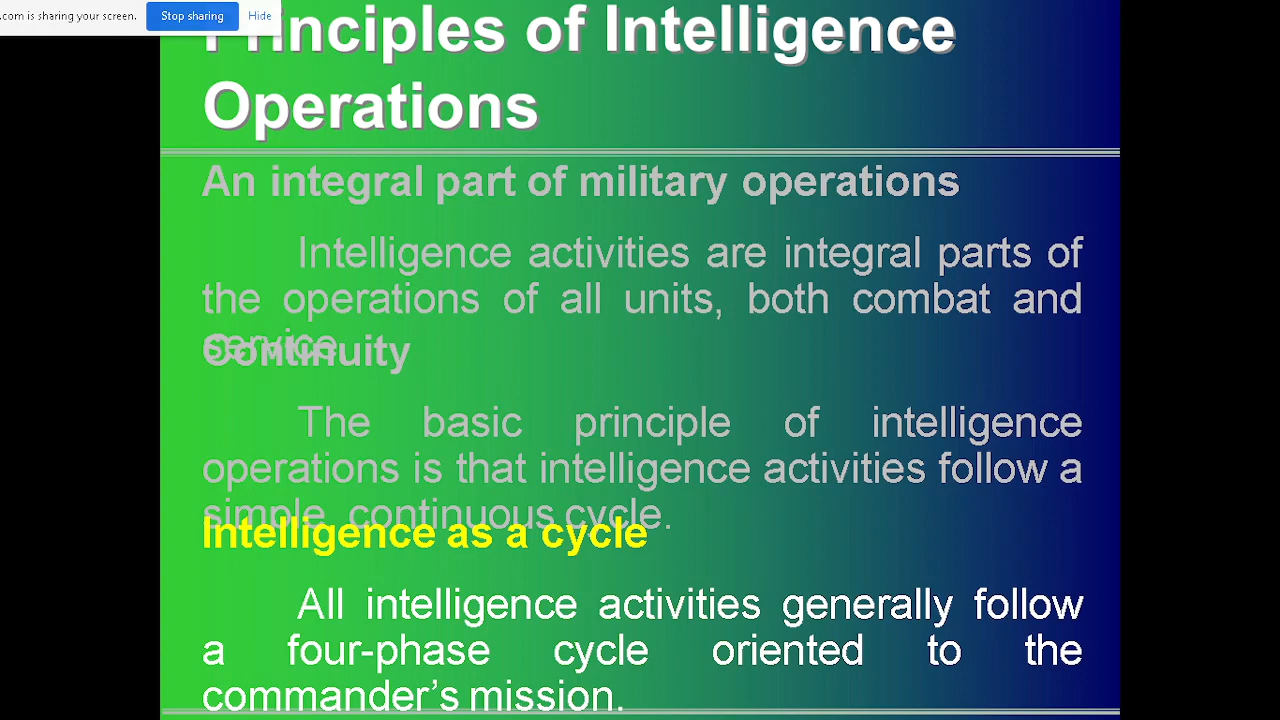 .com is sharing your screen. Stop sharing Hide
Principles of Intelligence
Operations
An integral part of military operations
Intelligence activities are integral parts of
the operations of all units, both combat and
service.
Continuity
The basic principle of intelligence
operations is that intelligence activities follow a
simple, continuous cycle.
Intelligence as a cycle
All intelligence activities generally follow
a four-phase cycle oriented to the
commander’s mission.